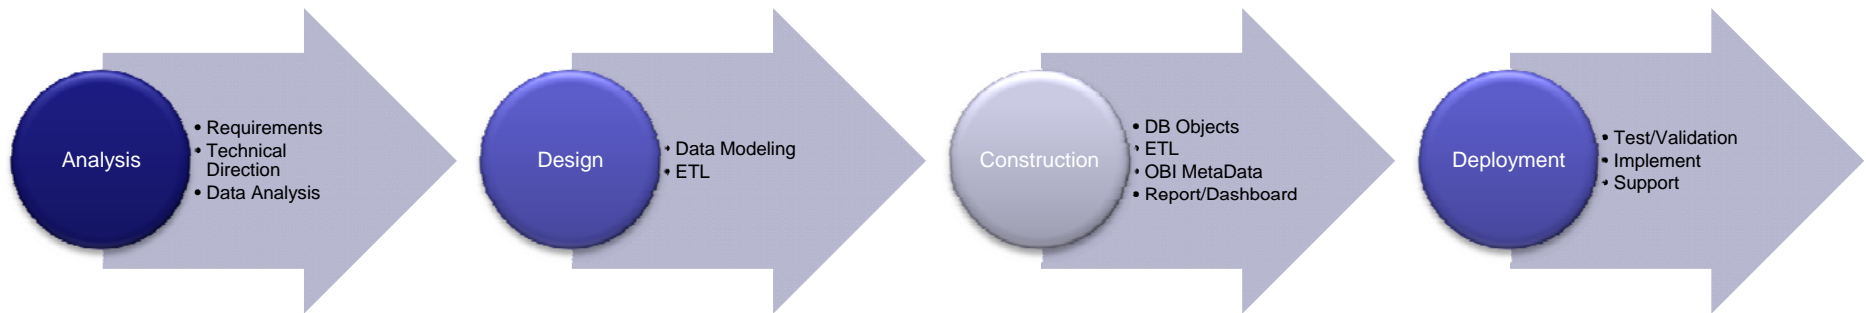 Analysis
• Requirements
• Technical
Direction
• Data Analysis
Design
• Data Modeling
• ETL
Construction
• DB Objects
• ETL
• OBI MetaData
• Report/Dashboard
Deployment
• Test/Validation
• Implement
• Support